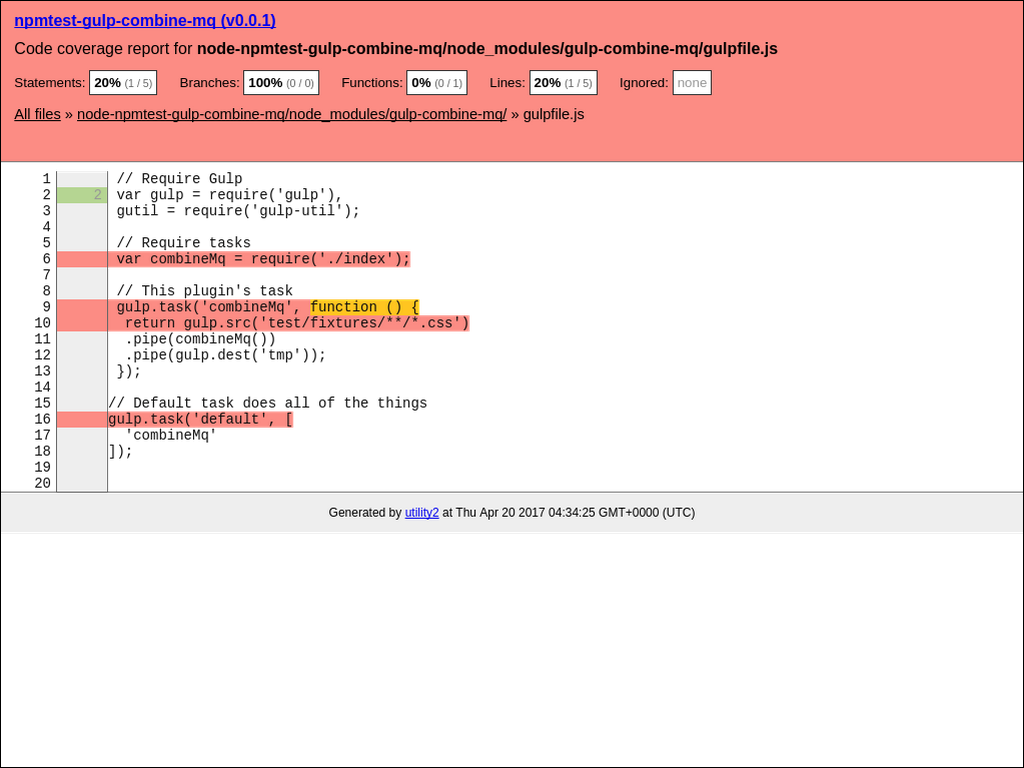 npmtest-gulp-combine-mq (v0.0.1)
Code coverage report for node-npmtest-gulp-combine-mq/node_modules/gulp-combine-mq/gulpfile.js
Statements: 20% (1 / 5) Branches: 100% (0 / 0) Functions: 0% (0 / 1) Lines: 20% (1 / 5) Ignored: none
All files » node-npmtest-gulp-combine-mq/node_modules/gulp-combine-mq/ » gulpfile.js
1 // Require Gulp
2 2 var gulp = require('gulp'),
3 gutil = require('gulp-util');
4
5 // Require tasks
6 var combineMq = require('./index');
7
8 // This plugin's task
9 gulp.task('combineMq', function () {
10 return gulp.src('test/fixtures/**/*.css')
11 .pipe(combineMq())
12 .pipe(gulp.dest('tmp'));
13 });
14
15 // Default task does all of the things
16 gulp.task('default', [
17 'combineMq'
18 ]);
19
20
Generated by utility2 at Thu Apr 20 2017 04:34:25 GMT+0000 (UTC)